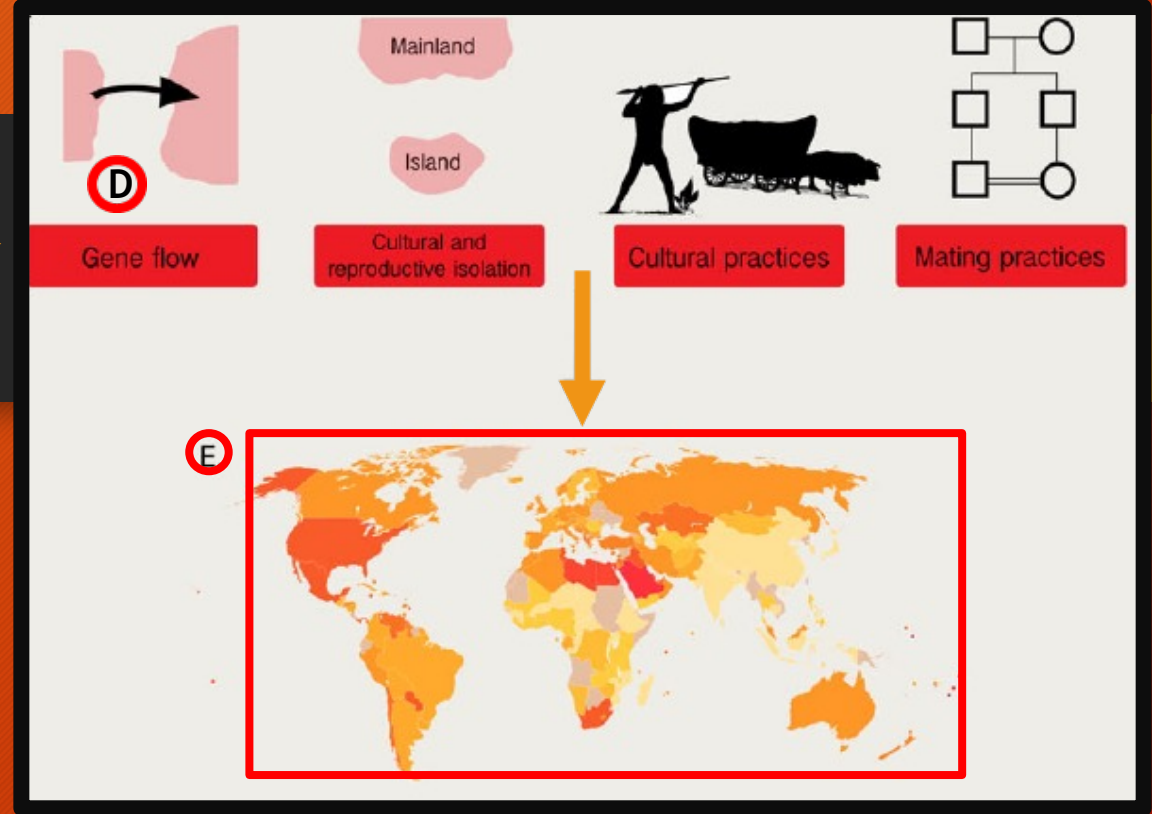 Mainland
Island
D
Gene flow
Cultural and
reproductive isolation
Cultural practices
Mating practices
E